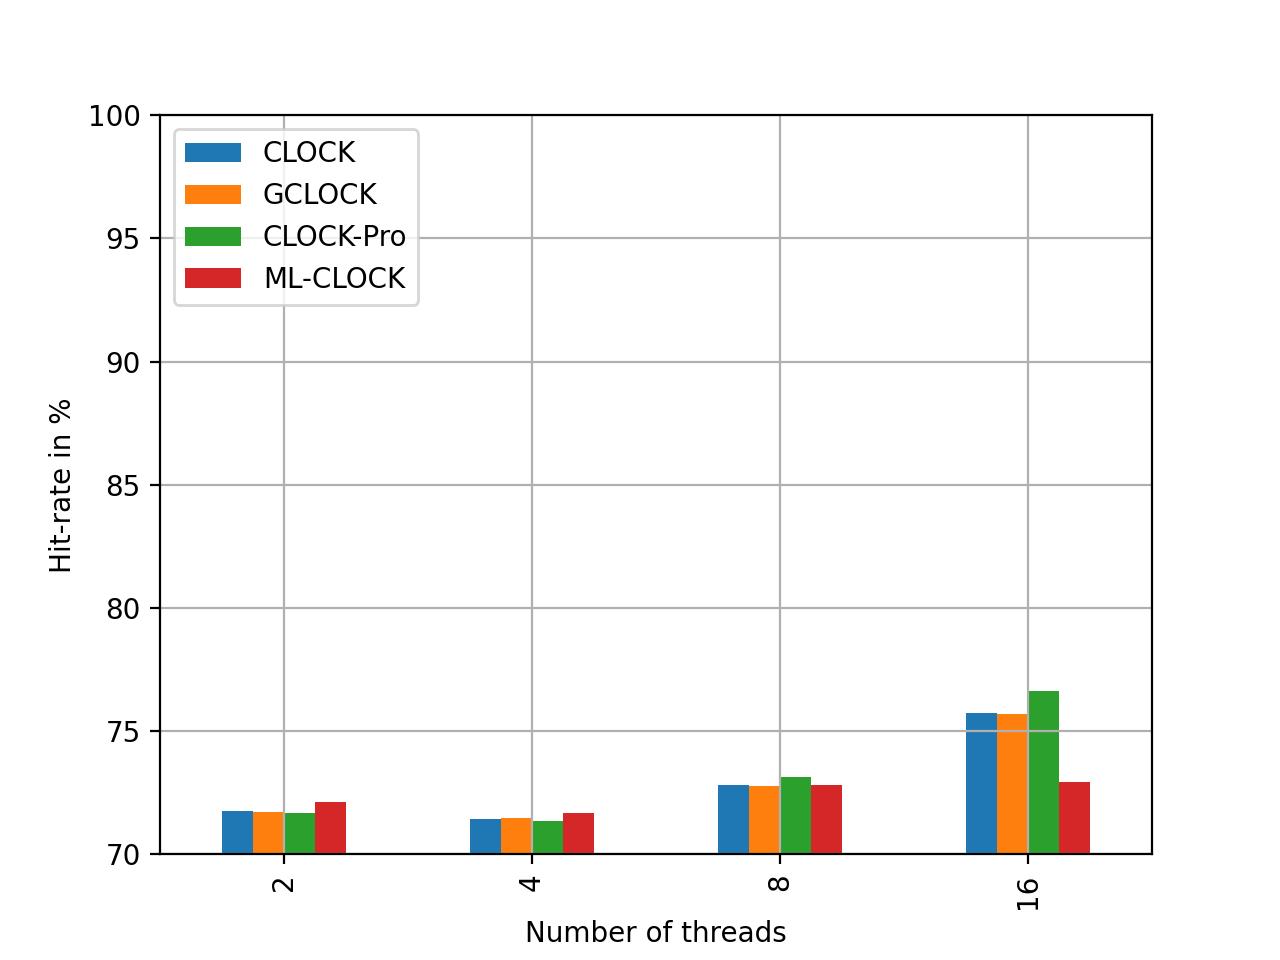 100
95
90
85
80
75
70
Hit-rate in %
CLOCK
GCLOCK
CLOCK-Pro
ML-CLOCK
2
4
8
16
Number of threads